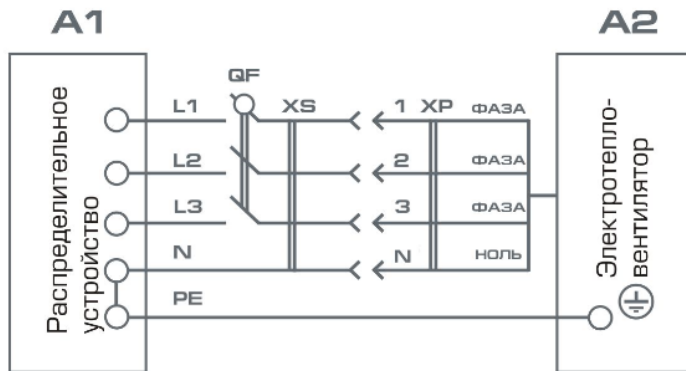 A1
A2
Распределительное
устройство
QF
L1
XS
1
XP
ФАЗА
L2
2
ФАЗА
L3
3
ФАЗА
N
N
НОЛЬ
PE
Электротепло-
вентилятор